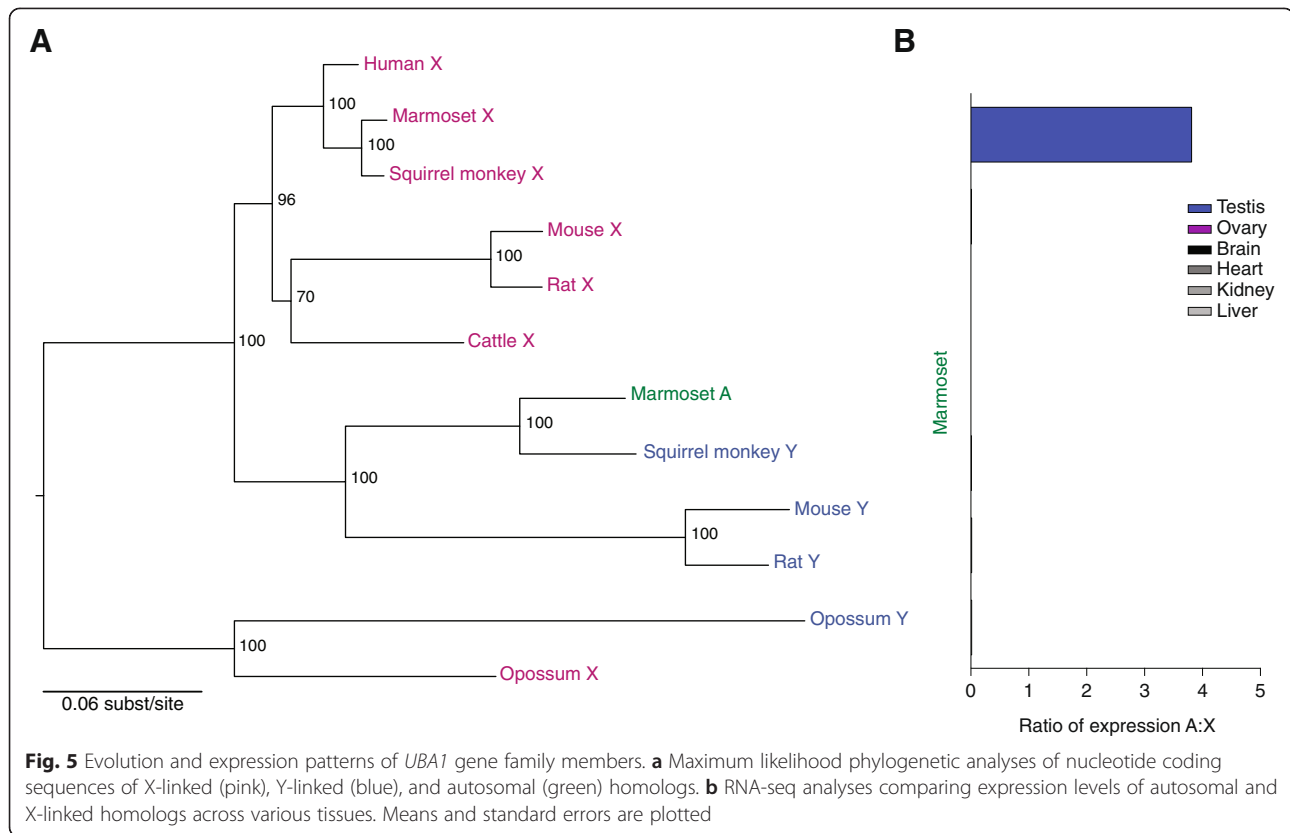 A
Human X
100
Marmoset X
100
Squirrel monkey X
96
Mouse X
100
Rat X
70
Cattle X
100
Marmoset A
100
Squirrel monkey Y
100
Mouse Y
100
Rat Y
Opossum Y
100
Opossum X
0.06 subst/site
B
Testis
Ovary
Brain
Heart
Kidney
Liver
Marmoset
0 1 2 3 4 5
Ratio of expression A:X
Fig. 5 Evolution and expression patterns of UBA1 gene family members. a Maximum likelihood phylogenetic analyses of nucleotide coding
sequences of X-linked (pink), Y-linked (blue), and autosomal (green) homologs. b RNA-seq analyses comparing expression levels of autosomal and
X-linked homologs across various tissues. Means and standard errors are plotted